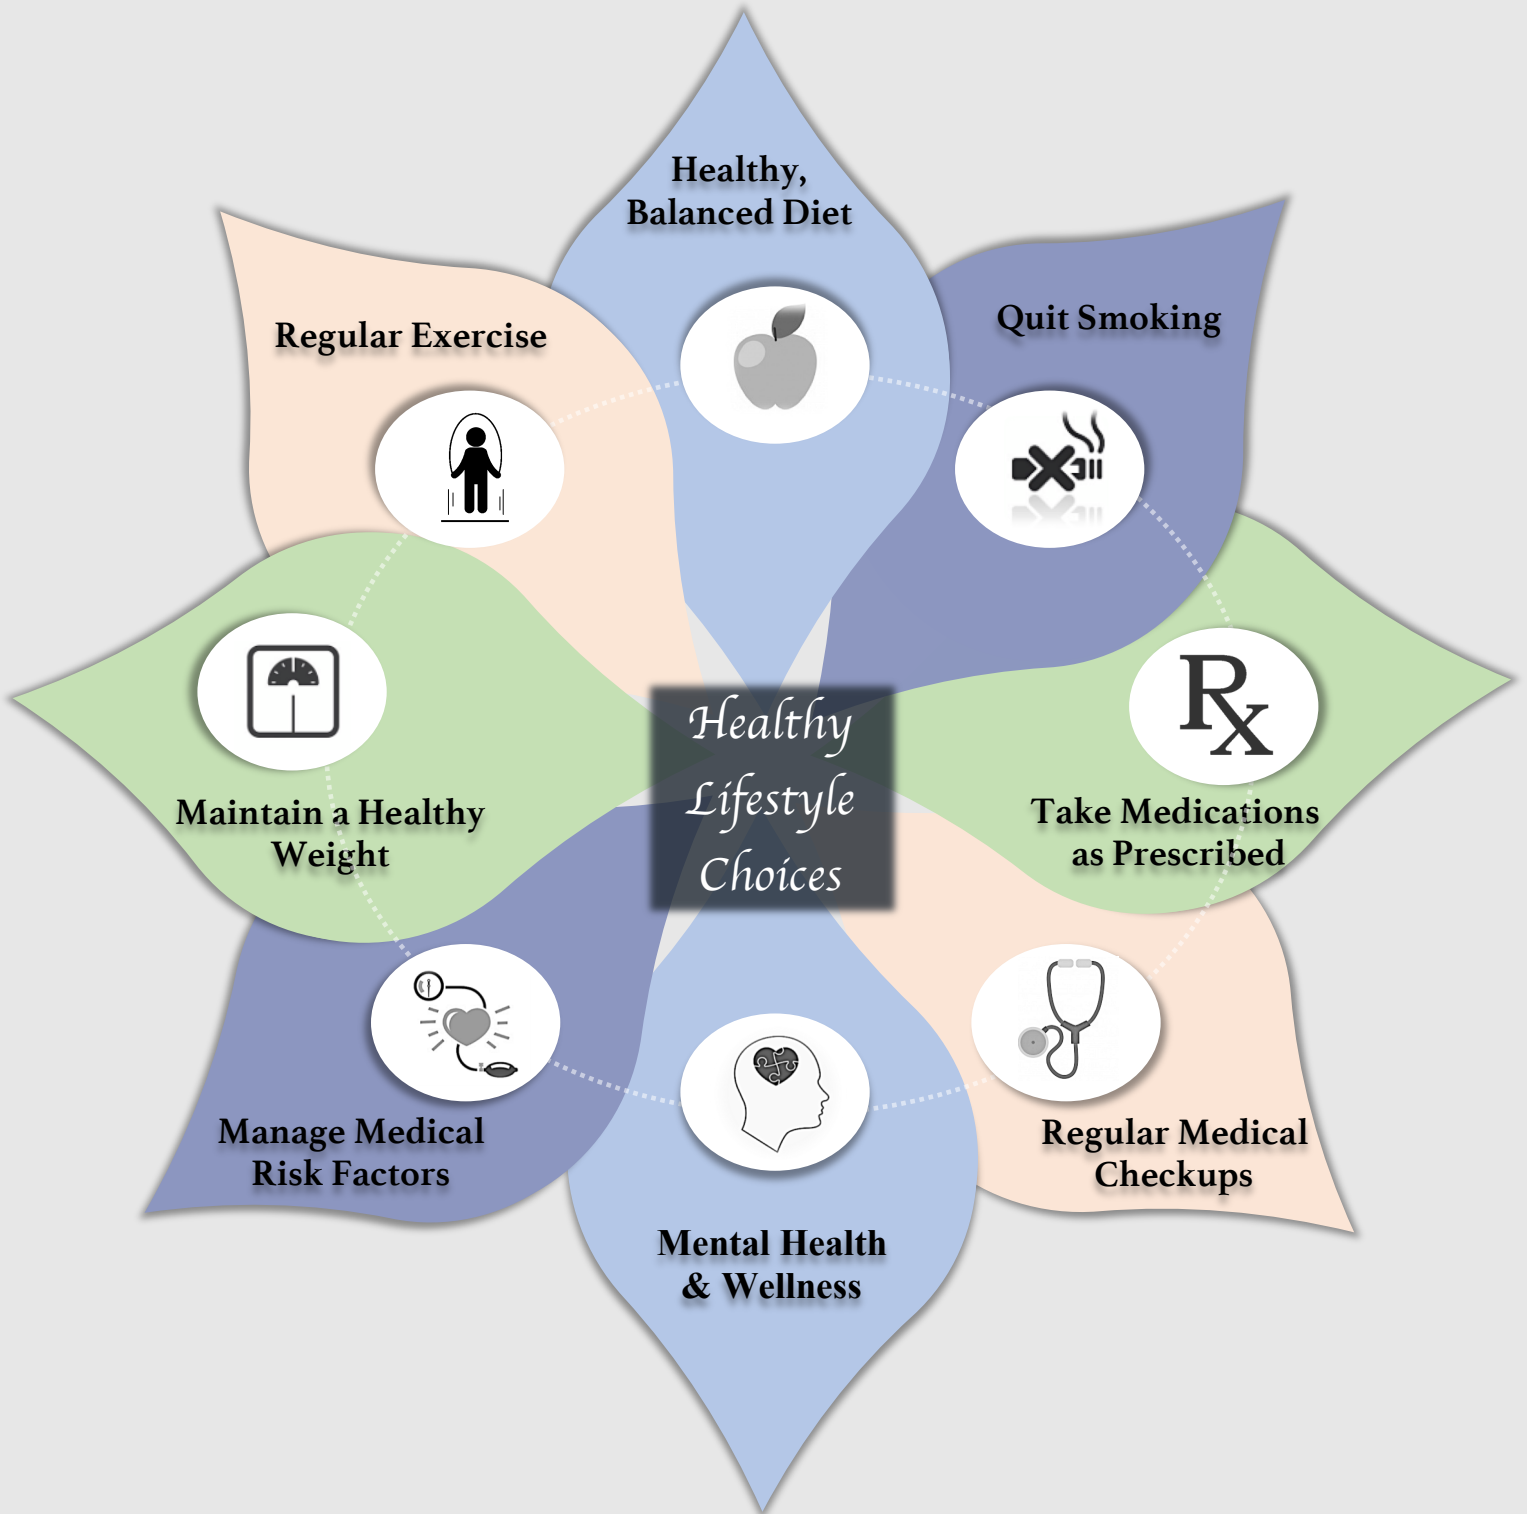 Healthy,
Balanced Diet
Quit Smoking
Regular Exercise
Rx
Healthy
Lifestyle
Choices
Maintain a Healthy
Weight
Take Medications
as Prescribed
Manage Medical
Risk Factors
Regular Medical
Checkups
Mental Health
& Wellness